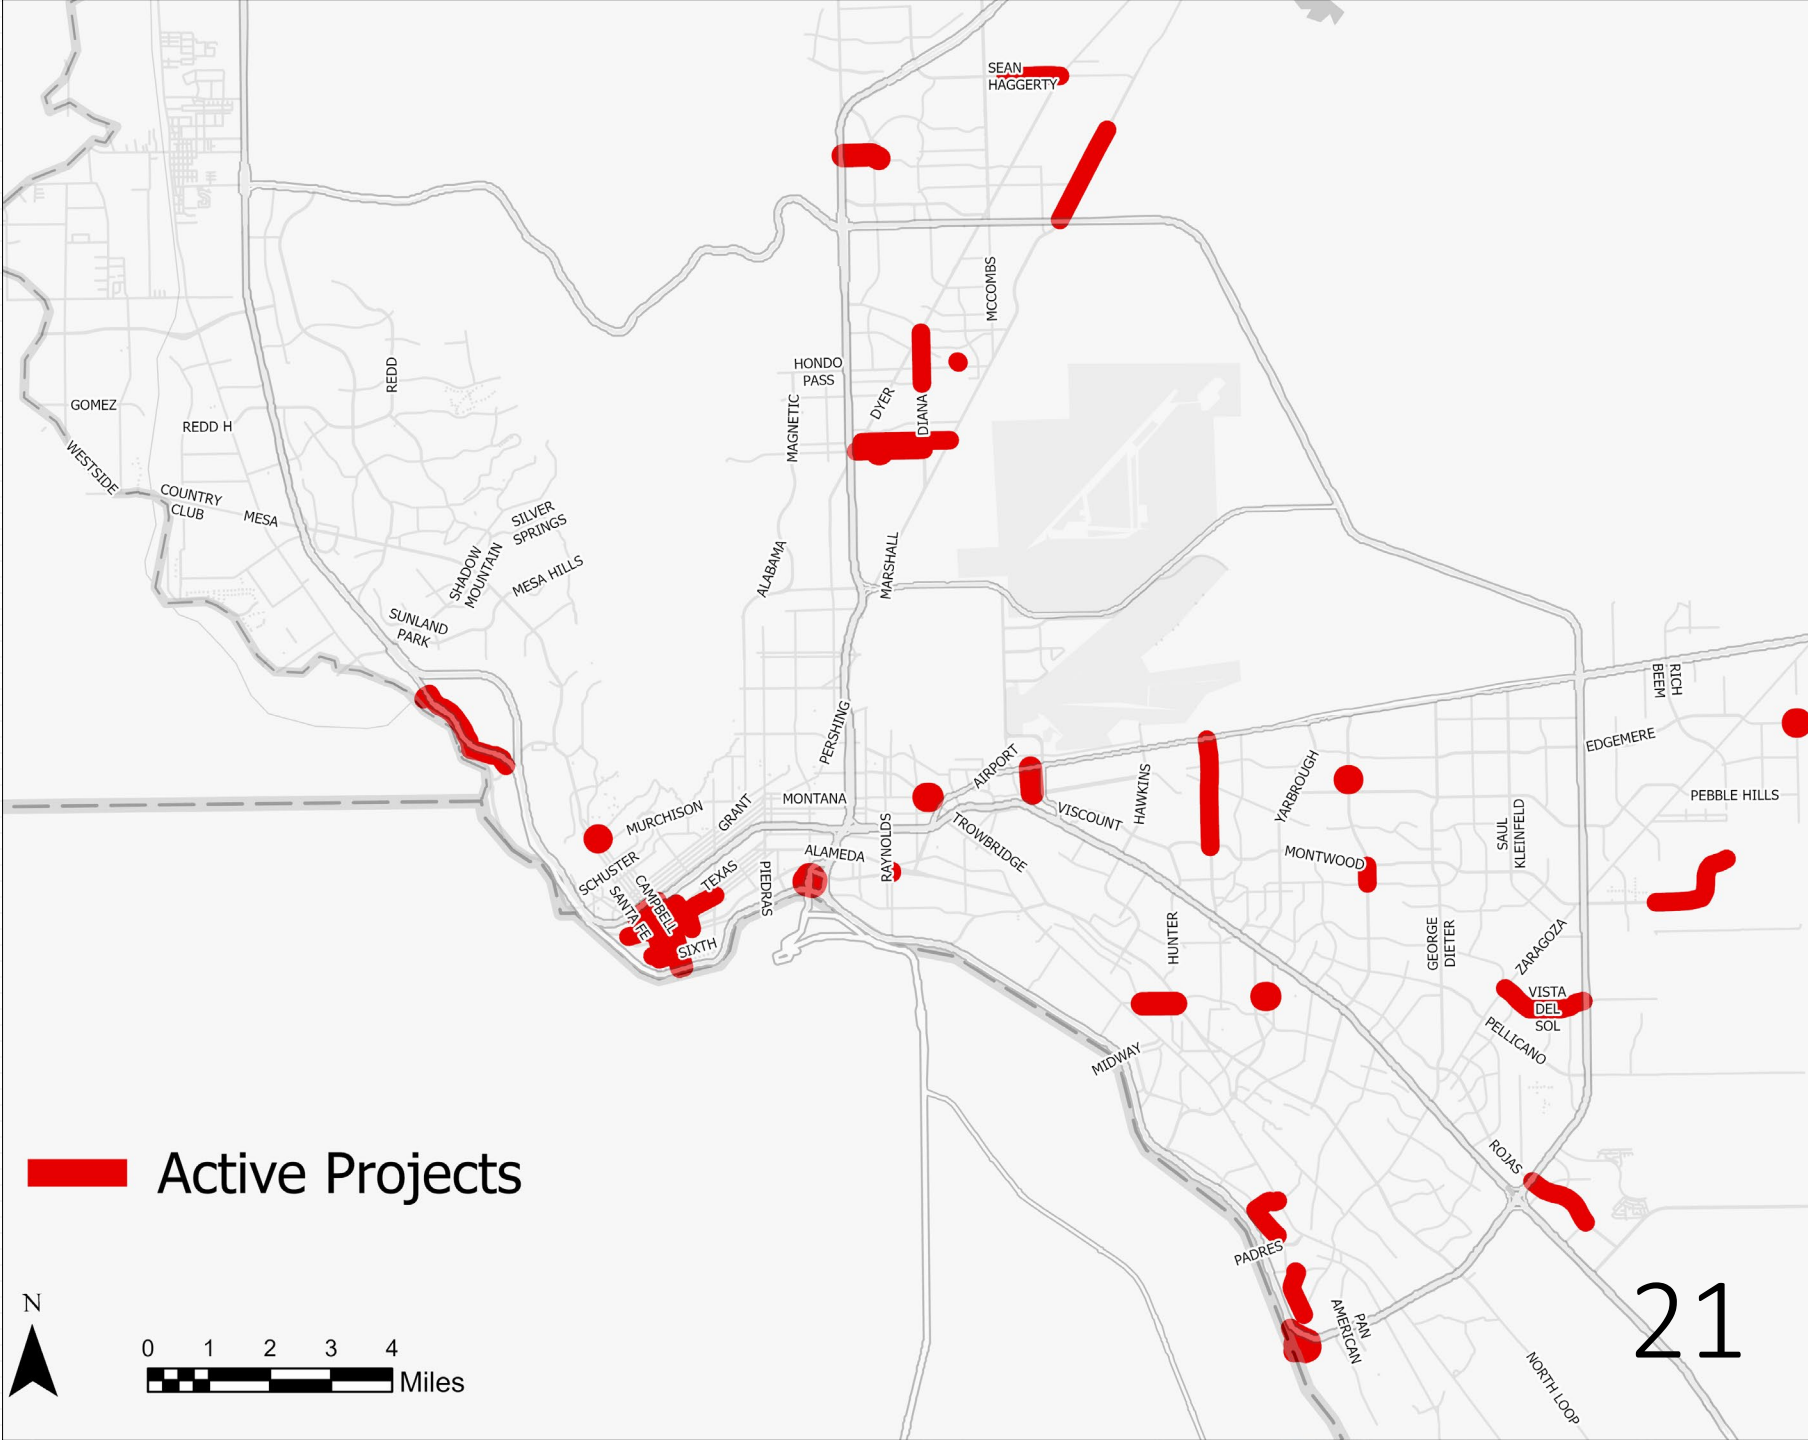 SEAN
HAGGERTY
MCCOMBS
HONDO
PASS
REDD
DYER
DIANA
MAGNETIC
GOMEZ
REDD H
WESTSIDE
COUNTRY
CLUB
MESA
SILVER
SPRINGS
SHADOW
MOUNTAIN
MESA HILLS
ALABAMA
MARSHALL
SUNLAND
PARK
RICH
BEEM
PERSHING
EDGEMERE
AIRPORT
MONTANA
HAWKINS
YARBROUGH
PEBBLE HILLS
MURCHISON
GRANT
VISCOUNT
TROWBRIDGE
RAYNOLDS
SAUL
KLEINFELD
ALAMEDA
MONTWOOD
SCHUSTER
TEXAS
PIEDRAS
CAMPBELL
SANTA FE
SIXTH
HUNTER
GEORGE
DIETER
ZARAGOZA
VISTA
DEL
SOL
PELLICANO
MIDWAY
ROJAS
Active Projects
PADRES
PAN
AMERICAN
NORTH LOOP
N
0 1 2 3 4
Miles
21